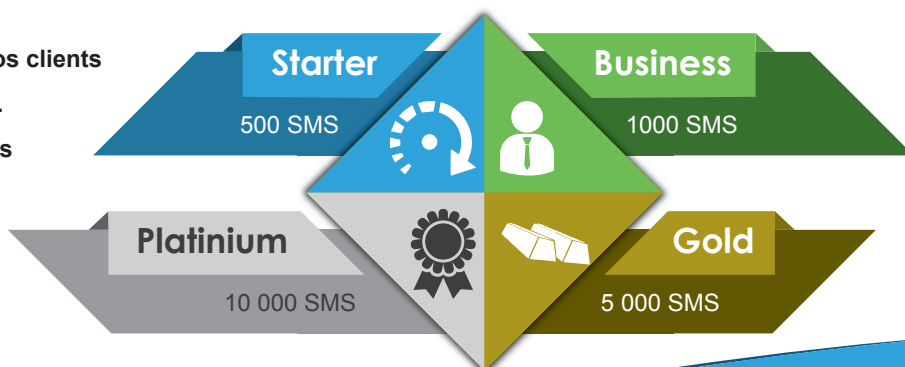 os clients
.
s
Starter
500 SMS
Business
1000 SMS
Platinium
10 000 SMS
Gold
5 000 SMS